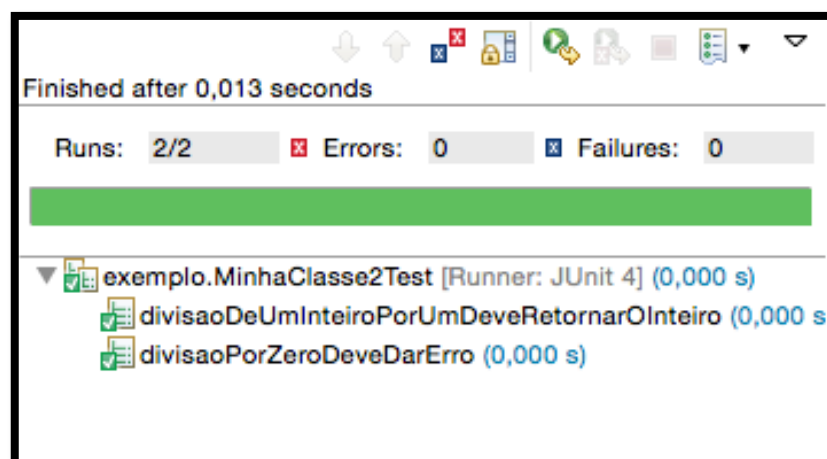 Finished after 0,013 seconds
Runs: 2/2 Errors: 0 Failures: 0
exemplo.MinhaClasse2Test [Runner: JUnit 4] (0,000 s)
divisaoDeUmInteiroPorUmDeveRetornarOInteiro (0,000 s
divisaoPorZeroDeveDarErro (0,000 s)